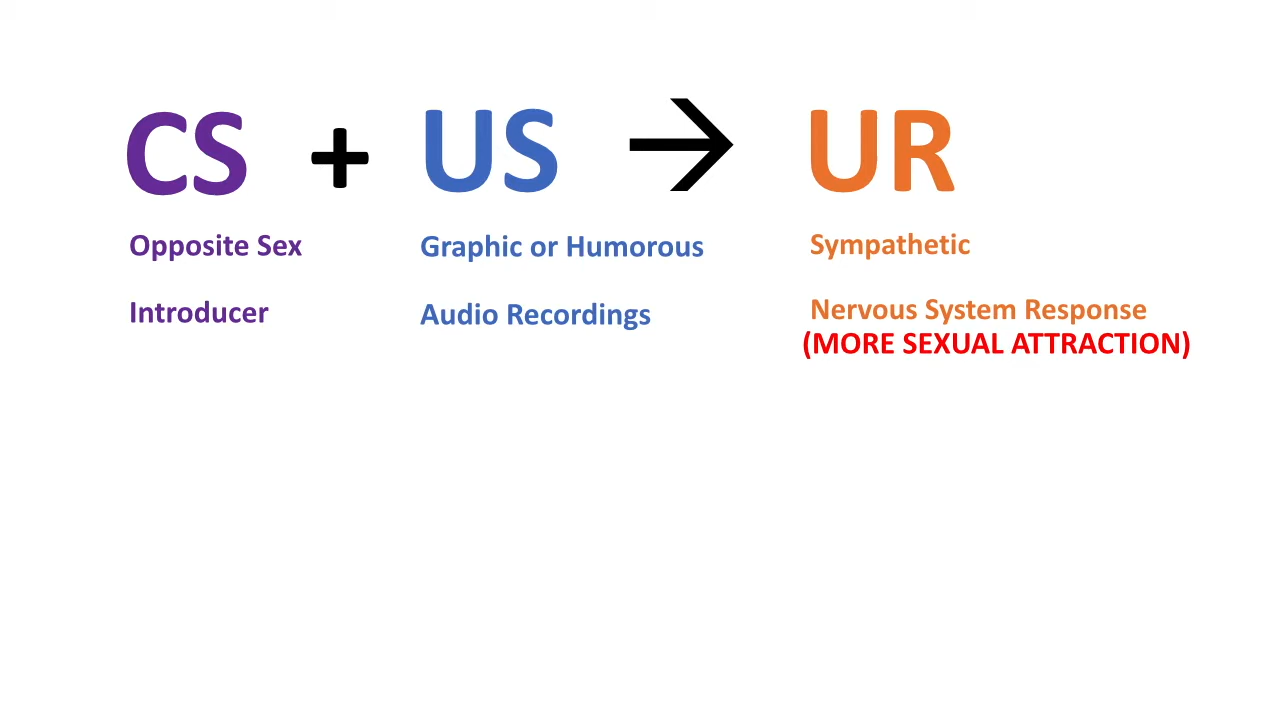 CS + US → UR
Opposite Sex
Introducer
Graphic or Humorous
Audio Recordings
Sympathetic
Nervous System Response
(MORE SEXUAL ATTRACTION)